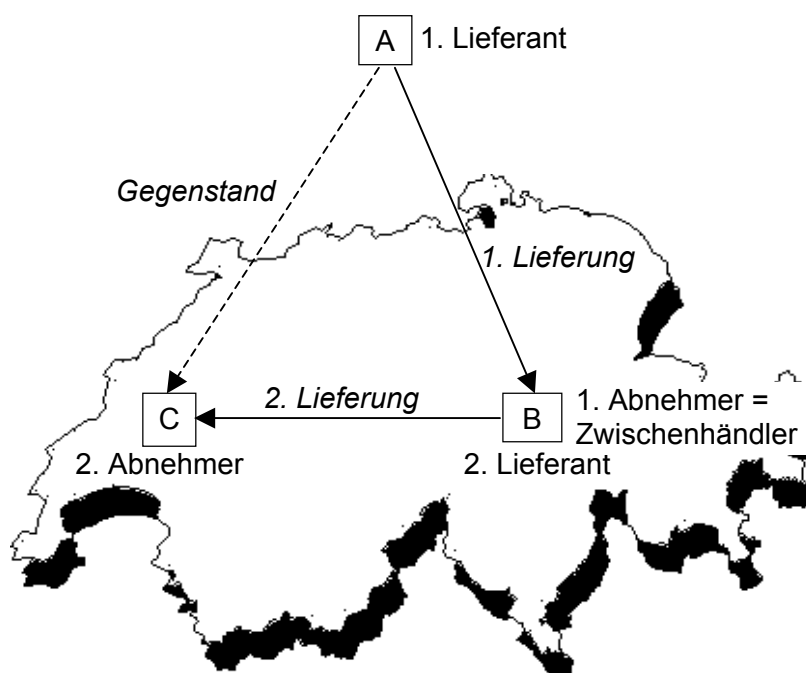 A 1. Lieferant
Gegenstand
1. Lieferung
2. Lieferung
C
B
1. Abnehmer =
Zwischenhändler
2. Abnehmer
2. Lieferant